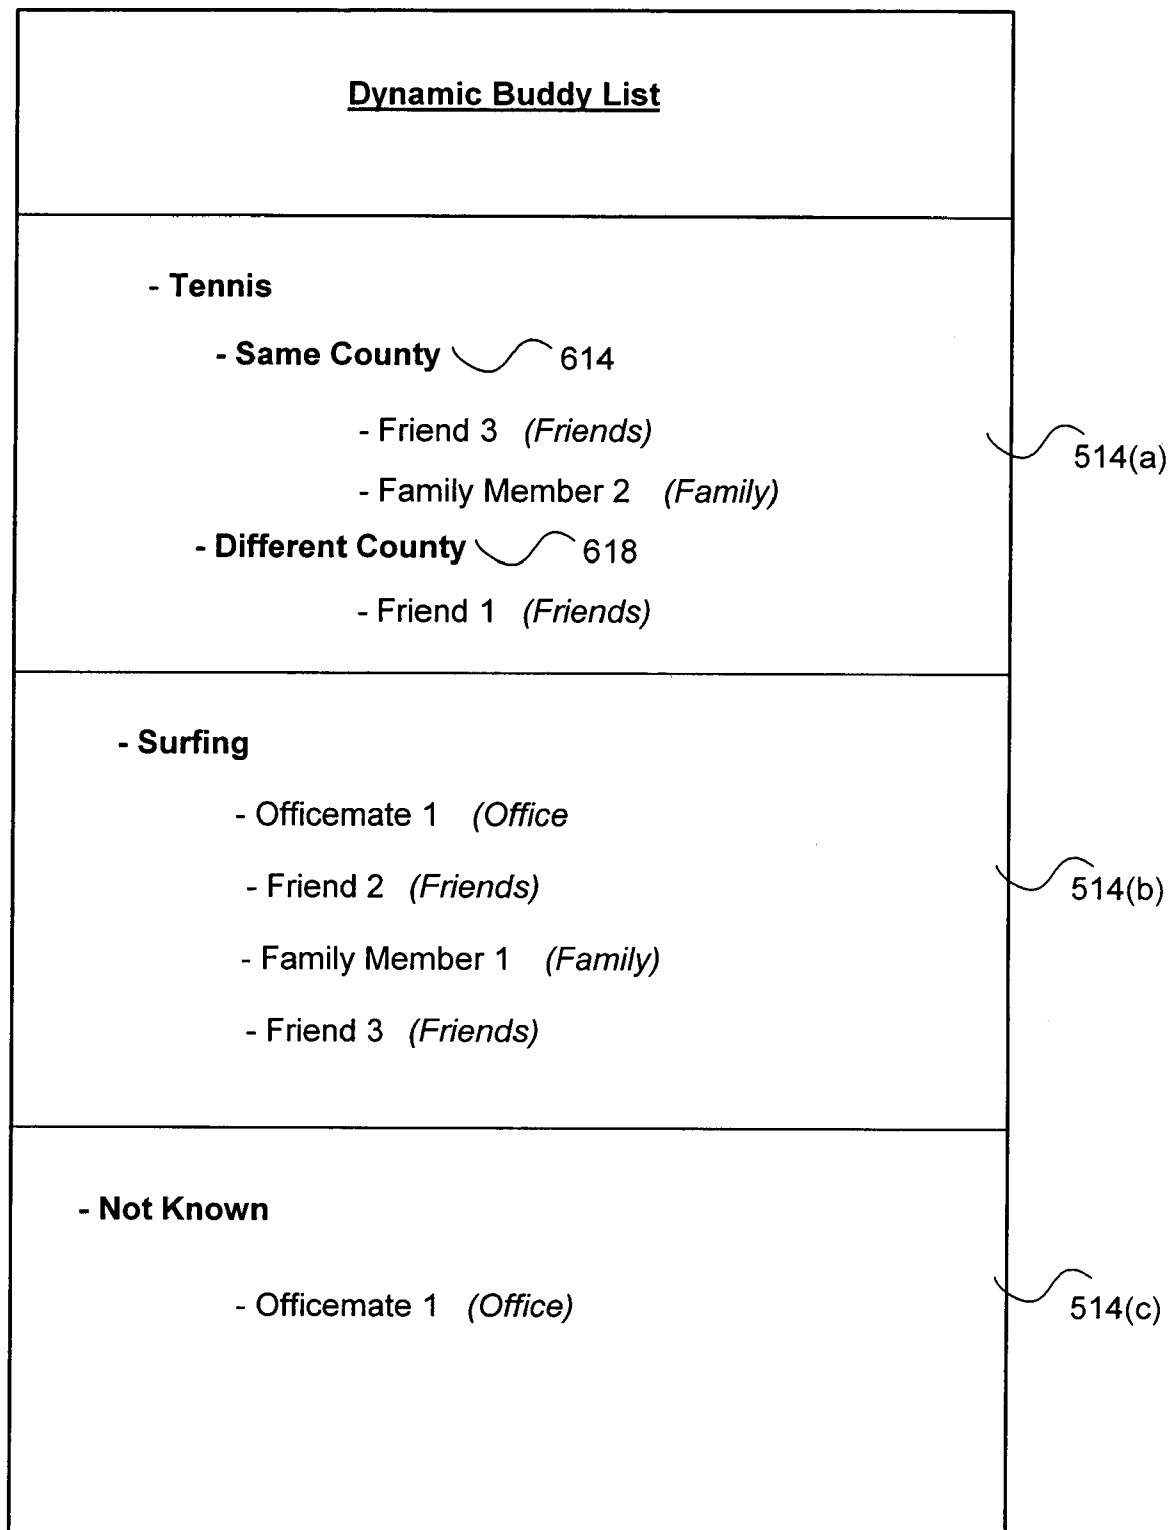 Dynamic Buddy List
- Tennis
- Same County 614
- Friend 3 (Friends)
514(a)
- Family Member 2 (Family)
- Different County 618
- Friend 1 (Friends)
- Surfing
- Officemate 1 (Office
- Friend 2 (Friends)
514(b)
- Family Member 1 (Family)
- Friend 3 (Friends)
- Not Known
- Officemate 1 (Office)
514(c)